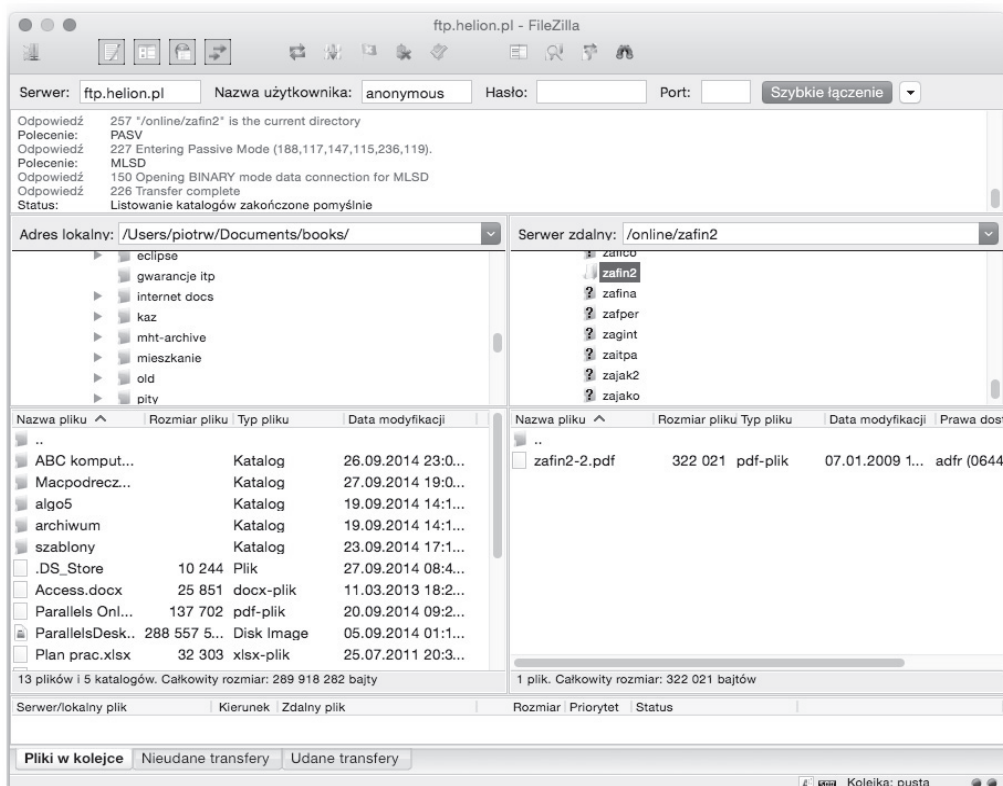 ftp.helion.pl - FileZilla
Serwer: ftp.helion.pl Nazwa użytkownika: anonymous Hasło: Port: Szybkie łączenie
Odpowiedź 257 "/online/zafin2" is the current directory
Polecenie: PASV
Odpowiedź 227 Entering Passive Mode (188,117,147,115,236,119).
Polecenie: MLSD
Odpowiedź 150 Opening BINARY mode data connection for MLSD
Odpowiedź 226 Transfer complete
Status: Listowanie katalogów zakończone pomyślnie
Adres lokalny: /Users/piotrw/Documents/books/
eclipse
gwarancje itp
internet docs
kaz
mht-archive
mieszkanie
old
pity
Serwer zdalny: /online/zafin2
zafico
zafin2
zafina
zafper
zagint
zaitpa
zajak2
zajako
Nazwa pliku Rozmiar pliku Typ pliku Data modyfikacji
..
ABC komput... Katalog 26.09.2014 23:0...
Macpodrecz... Katalog 27.09.2014 19:0...
algo5 Katalog 19.09.2014 14:1...
archiwum Katalog 19.09.2014 14:1...
szablony Katalog 23.09.2014 17:1...
.DS_Store 10 244 Plik 27.09.2014 08:4...
Access.docx 25 851 docx-plik 11.03.2013 18:2...
Parallels Onl... 137 702 pdf-plik 20.09.2014 09:2...
ParallelsDesk... 288 557 5... Disk Image 05.09.2014 01:1...
Plan prac.xlsx 32 303 xlsx-plik 25.07.2011 20:3...
13 plików i 5 katalogów. Całkowity rozmiar: 289 918 282 bajty
Nazwa pliku Rozmiar pliku Typ pliku Data modyfikacji Prawa dos
..
zafin2-2.pdf 322 021 pdf-plik 07.01.2009 1... adfr (0644
1 plik. Całkowity rozmiar: 322 021 bajtów
Serwer/lokalny plik Kierunek Zdalny plik Rozmiar Priorytet Status
Pliki w kolejce Nieudane transfery Udane transfery
Kolejka: pusta